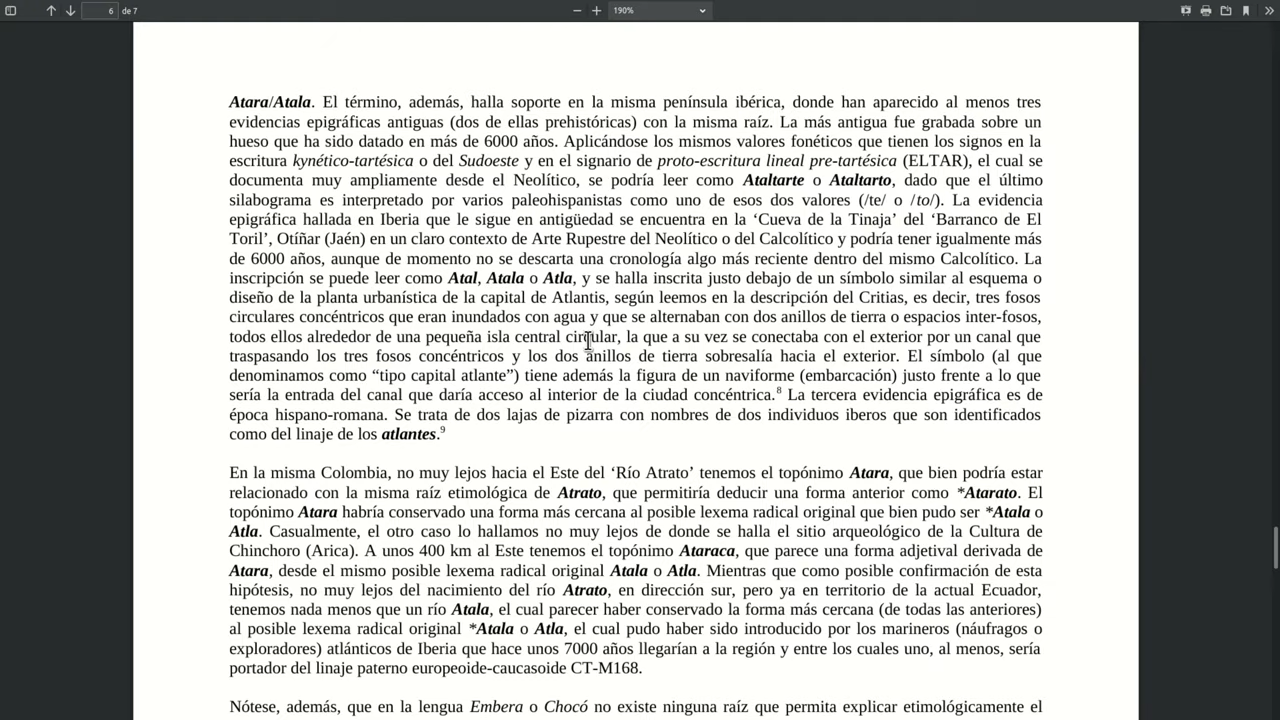 6 de 7
190%
Atara/Atala. El término, además, halla soporte en la misma península ibérica, donde han aparecido al menos tres
evidencias epigráficas antiguas (dos de ellas prehistóricas) con la misma raíz. La más antigua fue grabada sobre un
hueso que ha sido datado en más de 6000 años. Aplicándose los mismos valores fonéticos que tienen los signos en la
escritura kynético-tartésica o del Sudoeste y en el signario de proto-escritura lineal pre-tartésica (ELTAR), el cual se
documenta muy ampliamente desde el Neolítico, se podría leer como Ataltarte o Ataltarto, dado que el último
silabograma es interpretado por varios paleohispanistas como uno de esos dos valores (/te/ o /to/). La evidencia
epigráfica hallada en Iberia que le sigue en antigüedad se encuentra en la ‘Cueva de la Tinaja’ del ‘Barranco de El
Toril’, Otíñar (Jaén) en un claro contexto de Arte Rupestre del Neolítico o del Calcolítico y podría tener igualmente más
de 6000 años, aunque de momento no se descarta una cronología algo más reciente dentro del mismo Calcolítico. La
inscripción se puede leer como Atal, Atala o Atla, y se halla inscrita justo debajo de un símbolo similar al esquema o
diseño de la planta urbanística de la capital de Atlantis, según leemos en la descripción del Critias, es decir, tres fosos
circulares concéntricos que eran inundados con agua y que se alternaban con dos anillos de tierra o espacios inter-fosos,
todos ellos alrededor de una pequeña isla central circular, la que a su vez se conectaba con el exterior por un canal que
traspasando los tres fosos concéntricos y los dos anillos de tierra sobresalía hacia el exterior. El símbolo (al que
denominamos como “tipo capital atlante”) tiene además la figura de un naviforme (embarcación) justo frente a lo que
sería la entrada del canal que daría acceso al interior de la ciudad concéntrica.8 La tercera evidencia epigráfica es de
época hispano-romana. Se trata de dos lajas de pizarra con nombres de dos individuos iberos que son identificados
como del linaje de los atlantes.9
En la misma Colombia, no muy lejos hacia el Este del ‘Río Atrato’ tenemos el topónimo Atara, que bien podría estar
relacionado con la misma raíz etimológica de Atrato, que permitiría deducir una forma anterior como *Atarato. El
topónimo Atara habría conservado una forma más cercana al posible lexema radical original que bien pudo ser *Atala o
Atla. Casualmente, el otro caso lo hallamos no muy lejos de donde se halla el sitio arqueológico de la Cultura de
Chinchoro (Arica). A unos 400 km al Este tenemos el topónimo Ataraca, que parece una forma adjetival derivada de
Atara, desde el mismo posible lexema radical original Atala o Atla. Mientras que como posible confirmación de esta
hipótesis, no muy lejos del nacimiento del río Atrato, en dirección sur, pero ya en territorio de la actual Ecuador,
tenemos nada menos que un río Atala, el cual parecer haber conservado la forma más cercana (de todas las anteriores)
al posible lexema radical original *Atala o Atla, el cual pudo haber sido introducido por los marineros (náufragos o
exploradores) atlánticos de Iberia que hace unos 7000 años llegarían a la región y entre los cuales uno, al menos, sería
portador del linaje paterno europeoide-caucasoide CT-M168.
Nótese, además, que en la lengua Embera o Chocó no existe ninguna raíz que permita explicar etimológicamente el